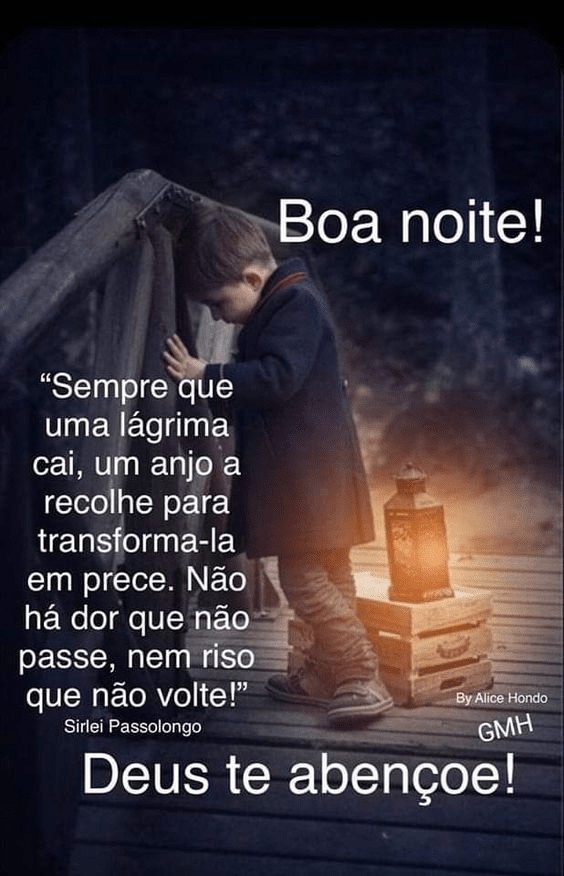 Boa noite!
“Sempre que
uma lágrima
cai, um anjo a
recolhe para
transforma-la
em prece. Não
há dor que não
passe, nem riso
que não volte!”
Sirlei Passolongo
By Alice Hondo
GMH
Deus te abençoe!